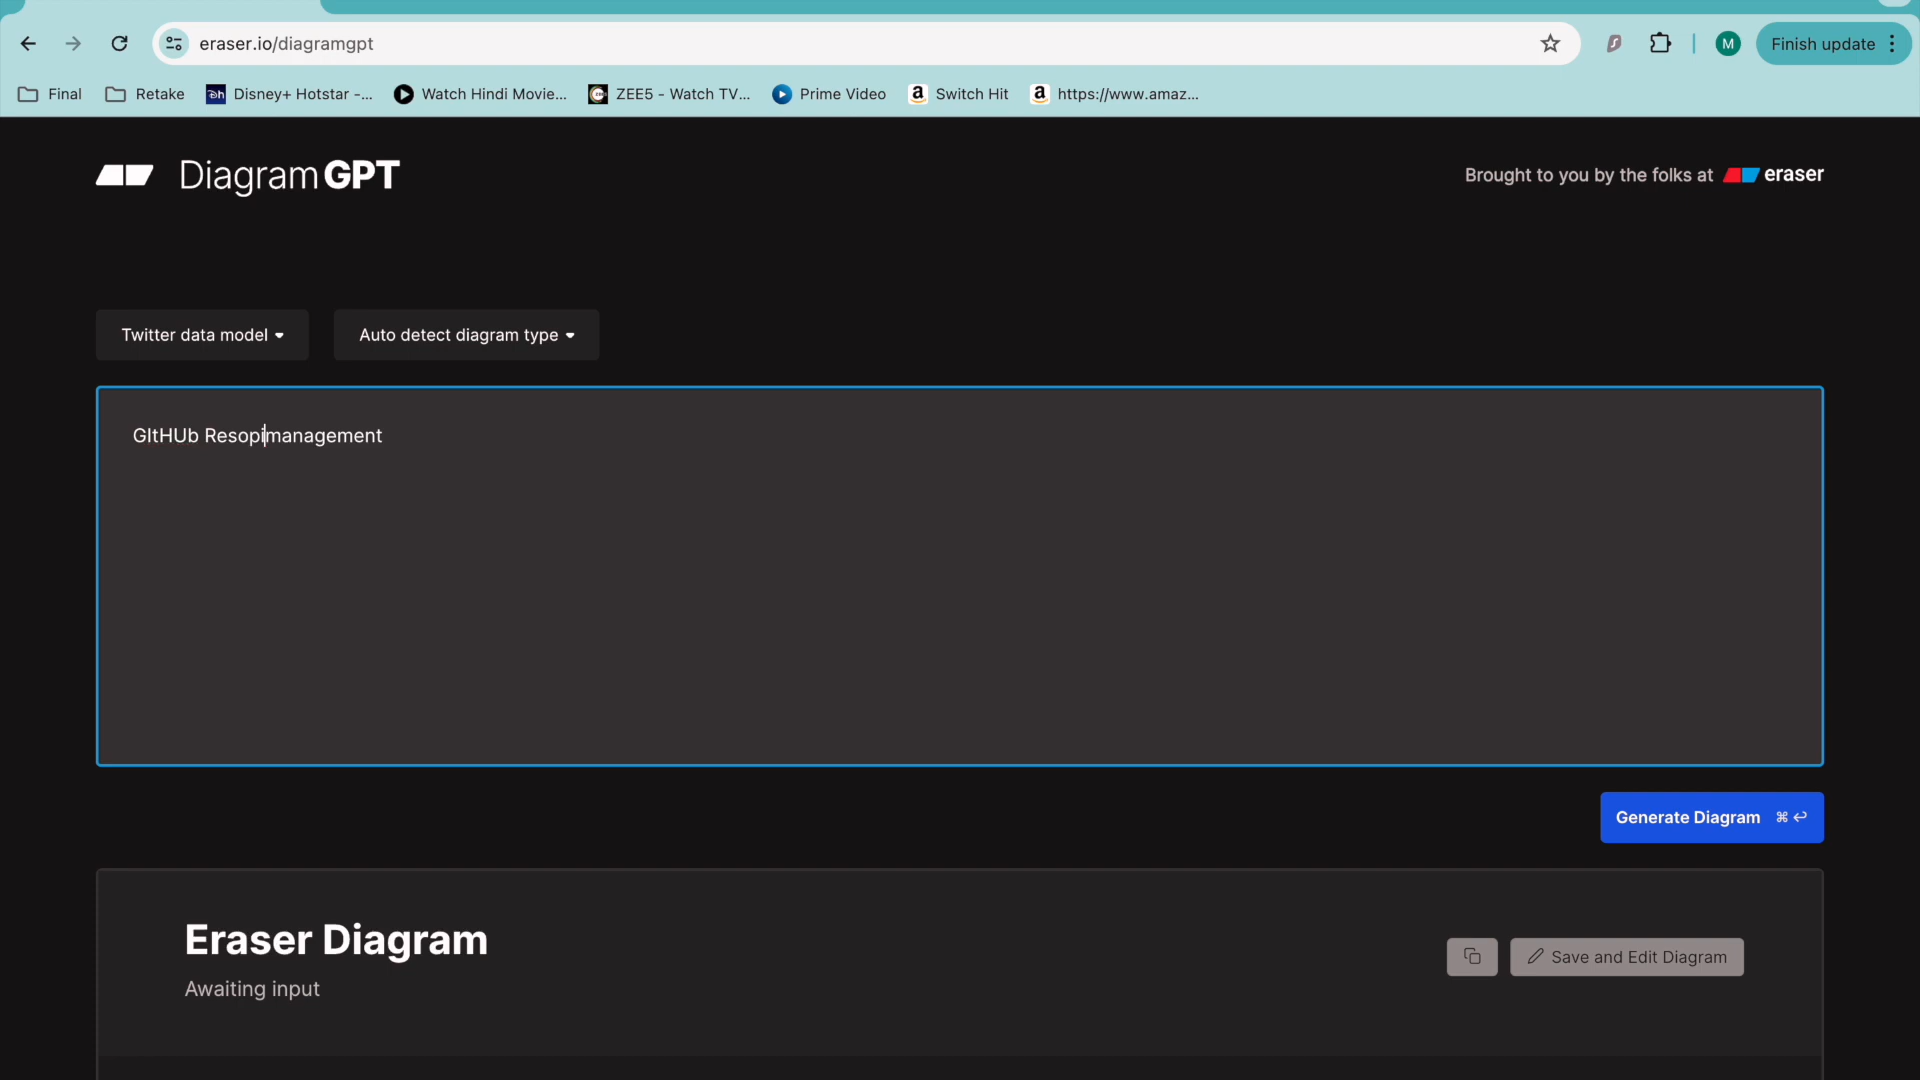 eraser.io/diagramgpt
M
Finish update
Final
Retake
Disney+ Hotstar -...
Watch Hindi Movie...
ZEE5 - Watch TV...
Prime Video
Switch Hit
https://www.amaz...
DiagramGPT
Brought to you by the folks at eraser
Twitter data model
Auto detect diagram type
GItHUb Resopimanagement
Generate Diagram ⌘ ↩
Eraser Diagram
Awaiting input
Save and Edit Diagram